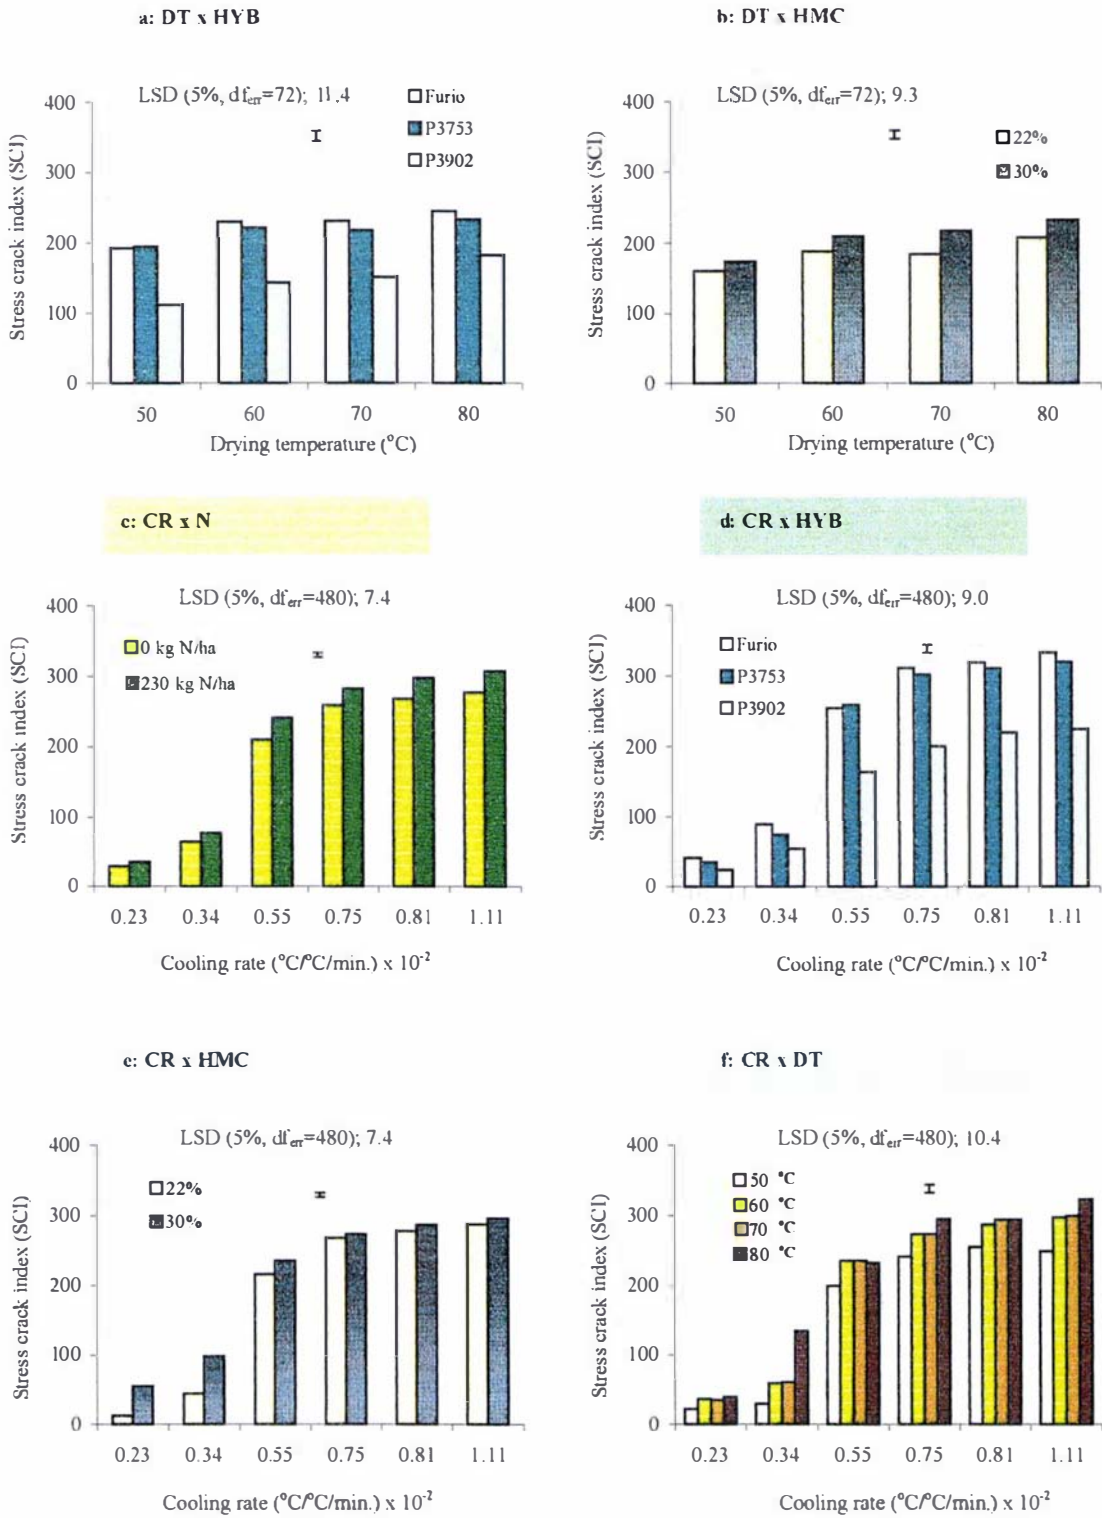 a: DT x HYB
LSD (5%, dferr=72); 11.4
Furio
P3753
P3902
Stress crack index (SCI)
400
300
200
100
0
50 60 70 80
Drying temperature (°C)
b: DT x HMC
LSD (5%, dferr=72); 9.3
22%
30%
Stress crack index (SCI)
400
300
200
100
0
50 60 70 80
Drying temperature (°C)
c: CR x N
LSD (5%, dferr=480); 7.4
0 kg N/ha
230 kg N/ha
Stress crack index (SCI)
400
300
200
100
0
0.23 0.34 0.55 0.75 0.81 1.11
Cooling rate (°C/°C/min.) x 10-2
d: CR x HYB
LSD (5%, dferr=480); 9.0
Furio
P3753
P3902
Stress crack index (SCI)
400
300
200
100
0
0.23 0.34 0.55 0.75 0.81 1.11
Cooling rate (°C/°C/min.) x 10-2
e: CR x HMC
LSD (5%, dferr=480); 7.4
22%
30%
Stress crack index (SCI)
400
300
200
100
0
0.23 0.34 0.55 0.75 0.81 1.11
Cooling rate (°C/°C/min.) x 10-2
f: CR x DT
LSD (5%, dferr=480); 10.4
50 °C
60 °C
70 °C
80 °C
Stress crack index (SCI)
400
300
200
100
0
0.23 0.34 0.55 0.75 0.81 1.11
Cooling rate (°C/°C/min.) x 10-2